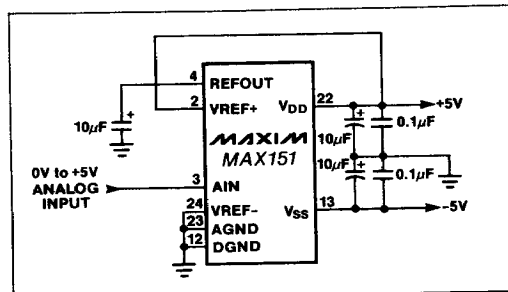 4
REFOUT
2
VREF+
10µF
+
0V to +5V
ANALOG
INPUT
3
AIN
24
VREF-
23
AGND
12
DGND
MAXIM
MAX151
VDD
22
+5V
+
10µF
0.1µF
10µF
+
0.1µF
VSS
13
-5V